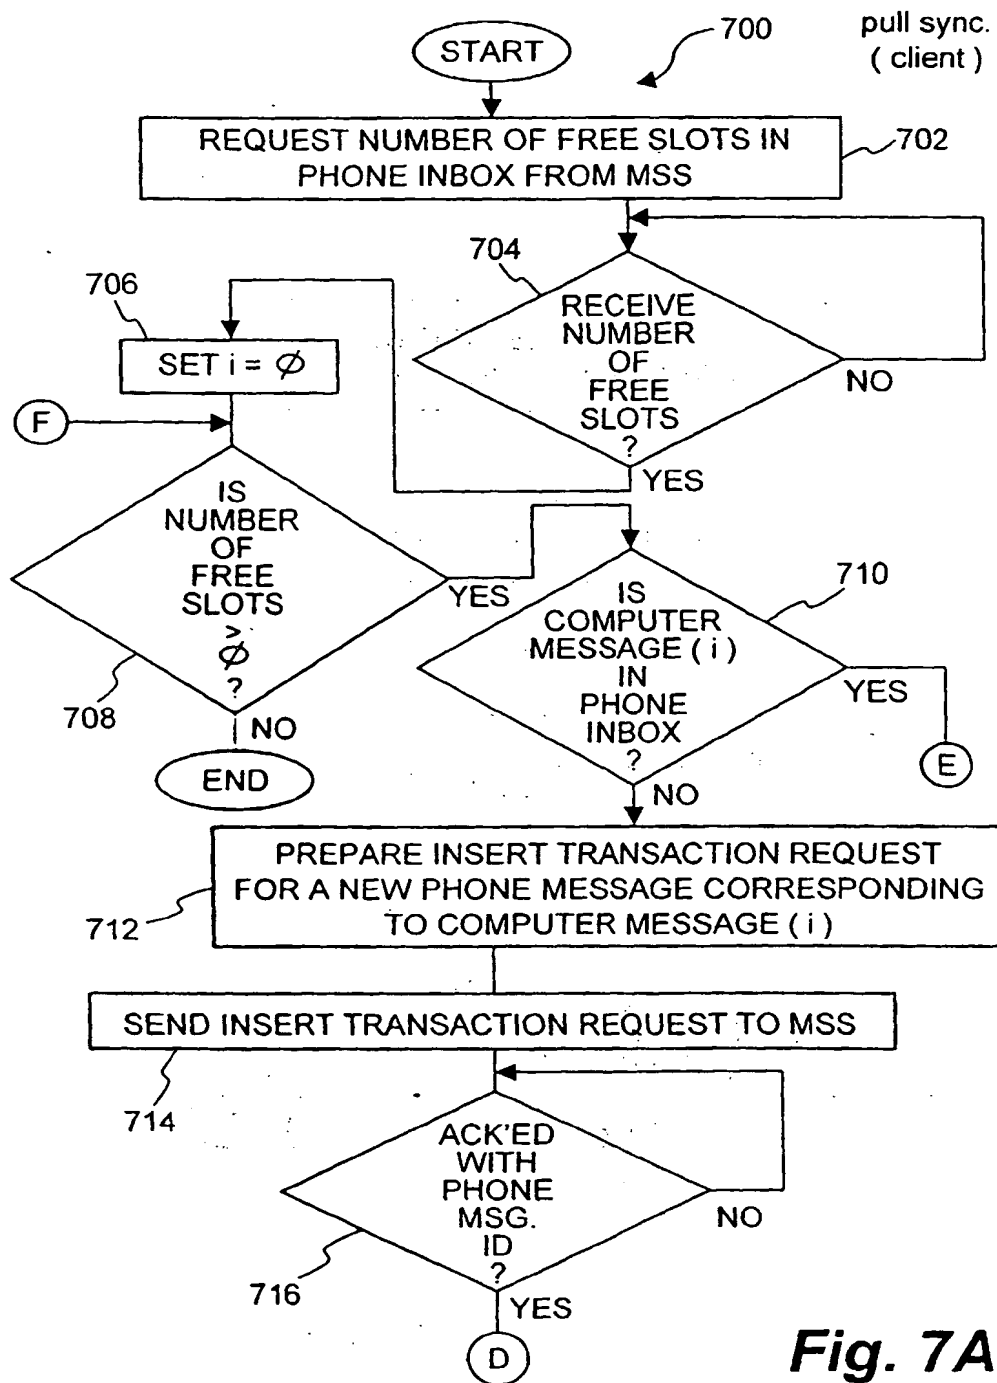 START
700
pull sync.
( client )
REQUEST NUMBER OF FREE SLOTS IN
PHONE INBOX FROM MSS
702
704
RECEIVE
NUMBER
OF
FREE
SLOTS
?
NO
YES
706
SET i = ∅
F
IS
NUMBER
OF
FREE
SLOTS
>
∅
?
YES
708
NO
END
710
IS
COMPUTER
MESSAGE ( i )
IN
PHONE
INBOX
?
YES
E
NO
PREPARE INSERT TRANSACTION REQUEST
FOR A NEW PHONE MESSAGE CORRESPONDING
TO COMPUTER MESSAGE ( i )
712
SEND INSERT TRANSACTION REQUEST TO MSS
714
ACK'ED
WITH
PHONE
MSG.
ID
?
NO
716
YES
D
Fig. 7A